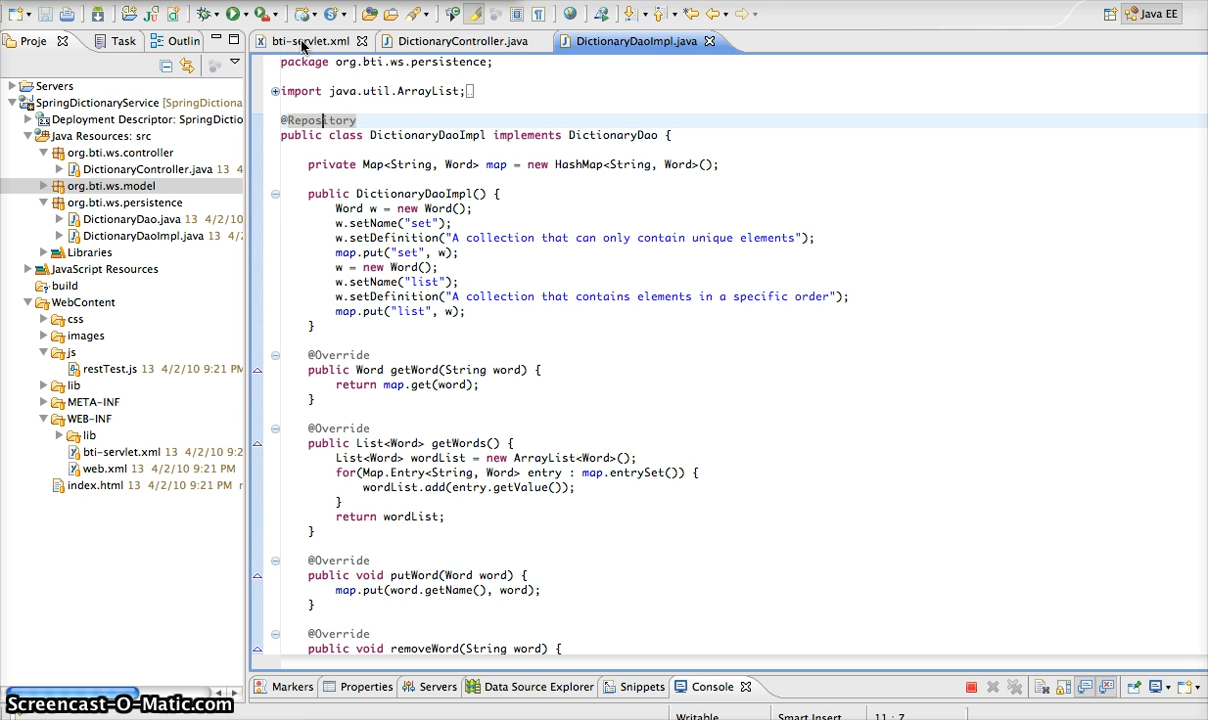 Java EE
Proje
Task
Outlin
bti-servlet.xml
DictionaryController.java
DictionaryDaoImpl.java
Servers
SpringDictionaryService [SpringDictiona
Deployment Descriptor: SpringDictio
Java Resources: src
org.bti.ws.controller
DictionaryController.java 13 4
org.bti.ws.model
org.bti.ws.persistence
DictionaryDao.java 13 4/2/10
DictionaryDaoImpl.java 13 4/
Libraries
JavaScript Resources
build
WebContent
css
images
js
restTest.js 13 4/2/10 9:21 PM
lib
META-INF
WEB-INF
lib
bti-servlet.xml 13 4/2/10 9:2
web.xml 13 4/2/10 9:21 PM
index.html 13 4/2/10 9:21 PM
package org.bti.ws.persistence;
import java.util.ArrayList;
@Repository
public class DictionaryDaoImpl implements DictionaryDao {
private Map<String, Word> map = new HashMap<String, Word>();
public DictionaryDaoImpl() {
Word w = new Word();
w.setName("set");
w.setDefinition("A collection that can only contain unique elements");
map.put("set", w);
w = new Word();
w.setName("list");
w.setDefinition("A collection that contains elements in a specific order");
map.put("list", w);
}
@Override
public Word getWord(String word) {
return map.get(word);
}
@Override
public List<Word> getWords() {
List<Word> wordList = new ArrayList<Word>();
for(Map.Entry<String, Word> entry : map.entrySet()) {
wordList.add(entry.getValue());
}
return wordList;
}
@Override
public void putWord(Word word) {
map.put(word.getName(), word);
}
@Override
public void removeWord(String word) {
Markers
Properties
Servers
Data Source Explorer
Snippets
Console
Screencast-O-Matic.com
Writable
Smart Insert
11 : 7